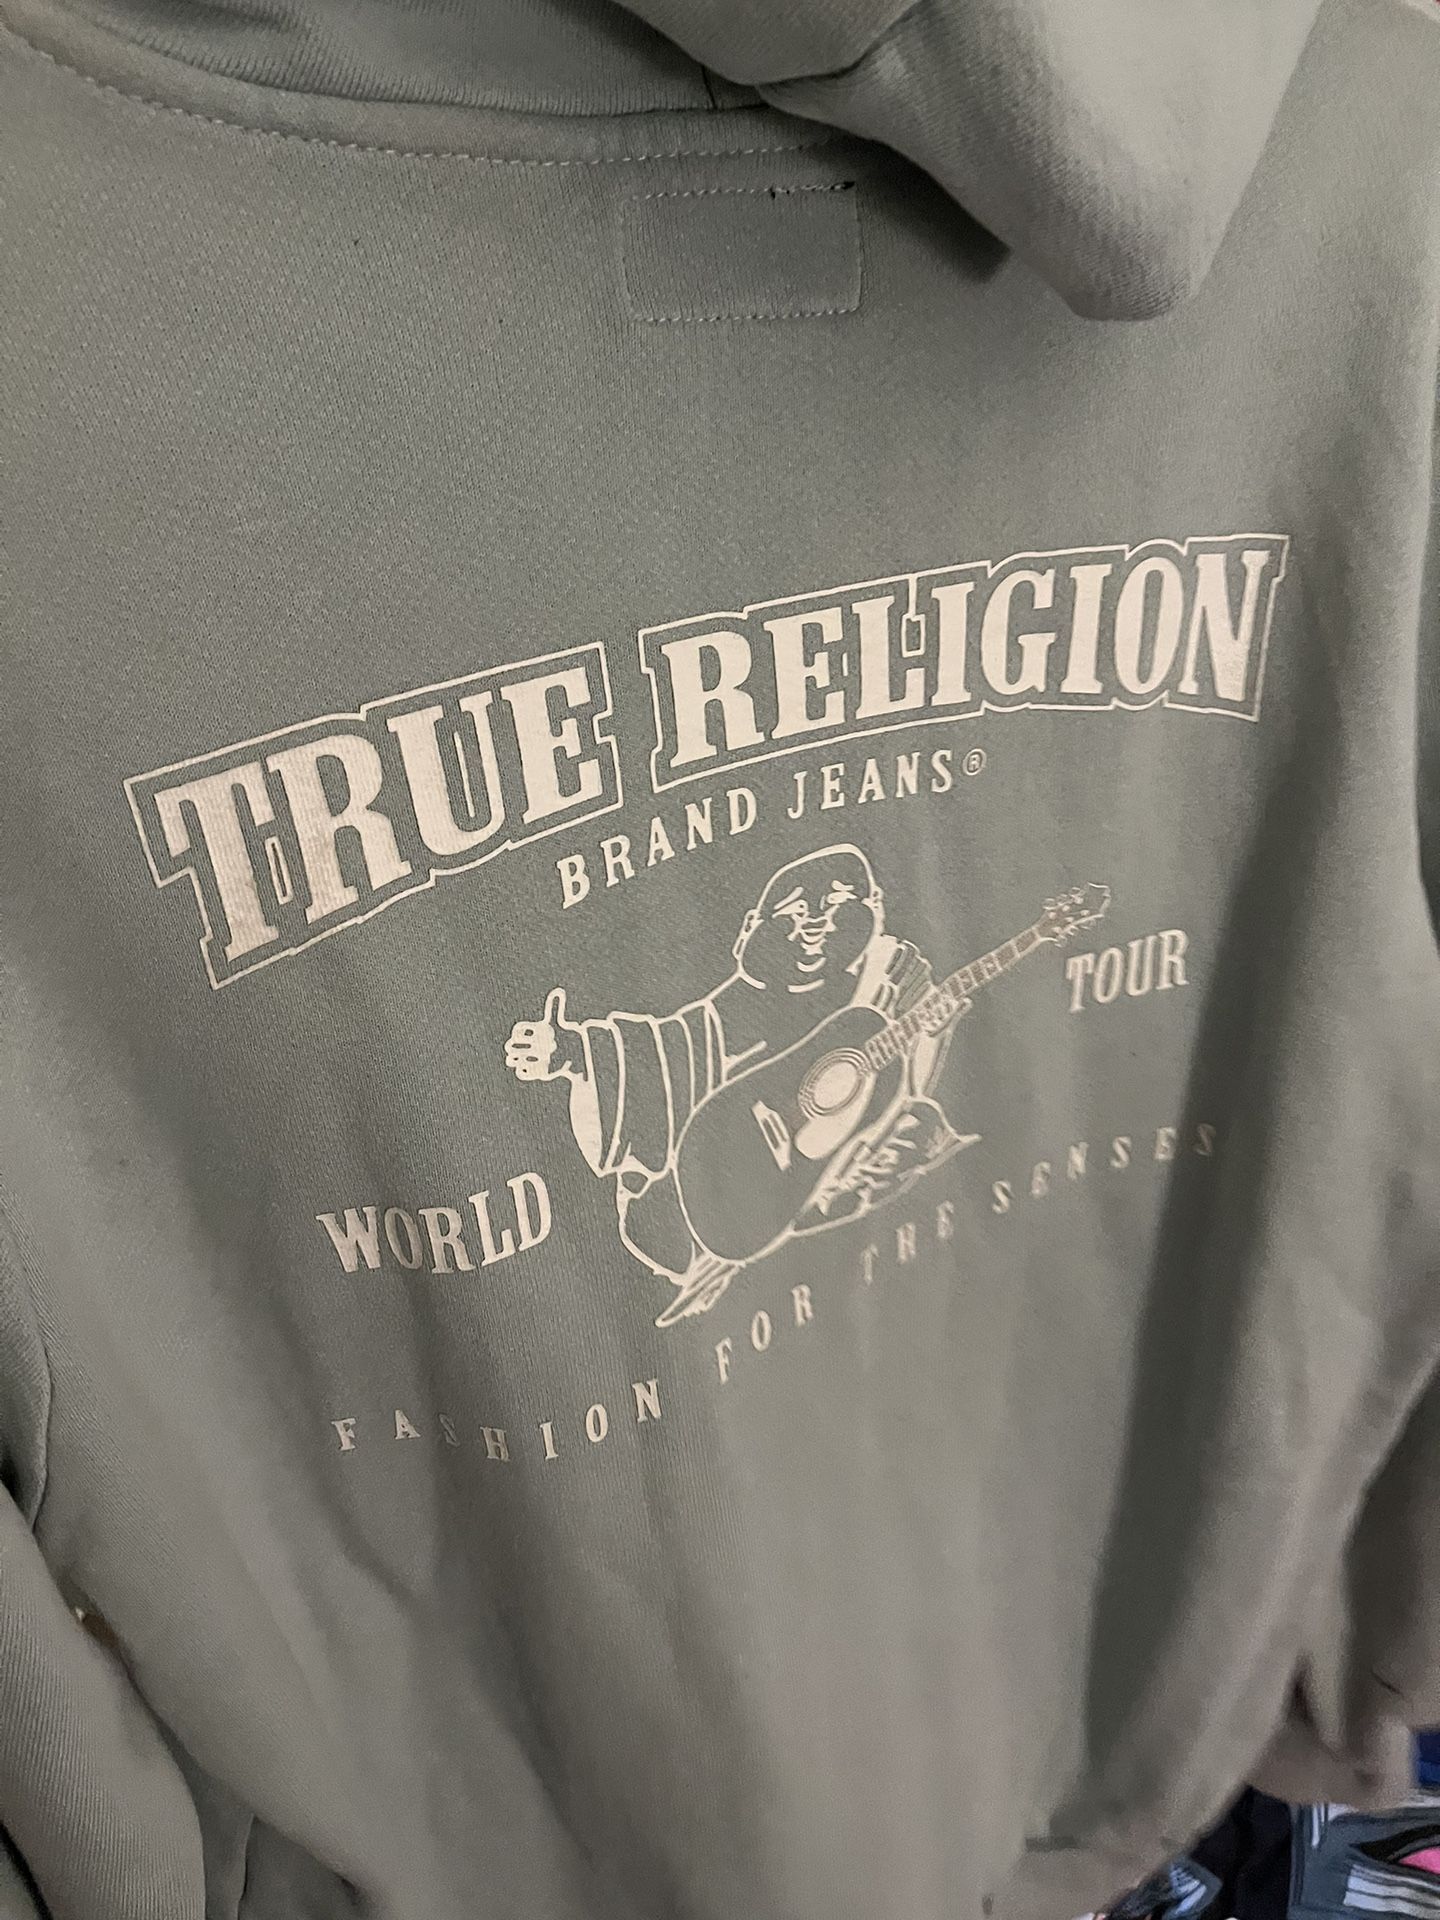 TRUE RELIGION
BRAND JEANS®
WORLD TOUR
FASHION FOR THE SENSES